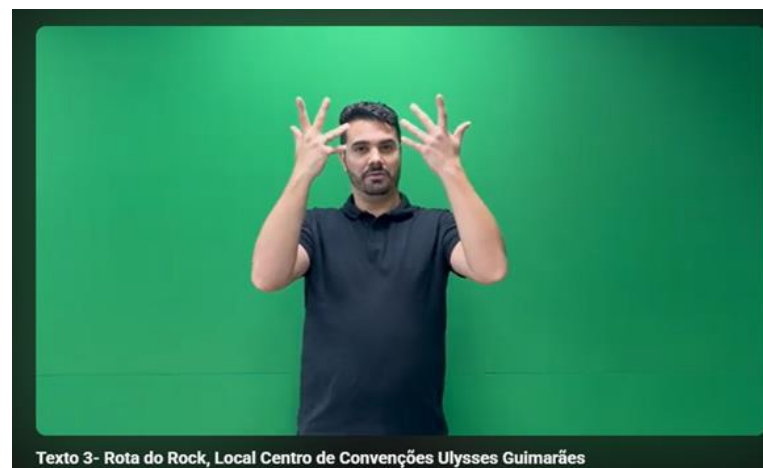 Texto 3- Rota do Rock, Local Centro de Convenções Ulysses Guimarães